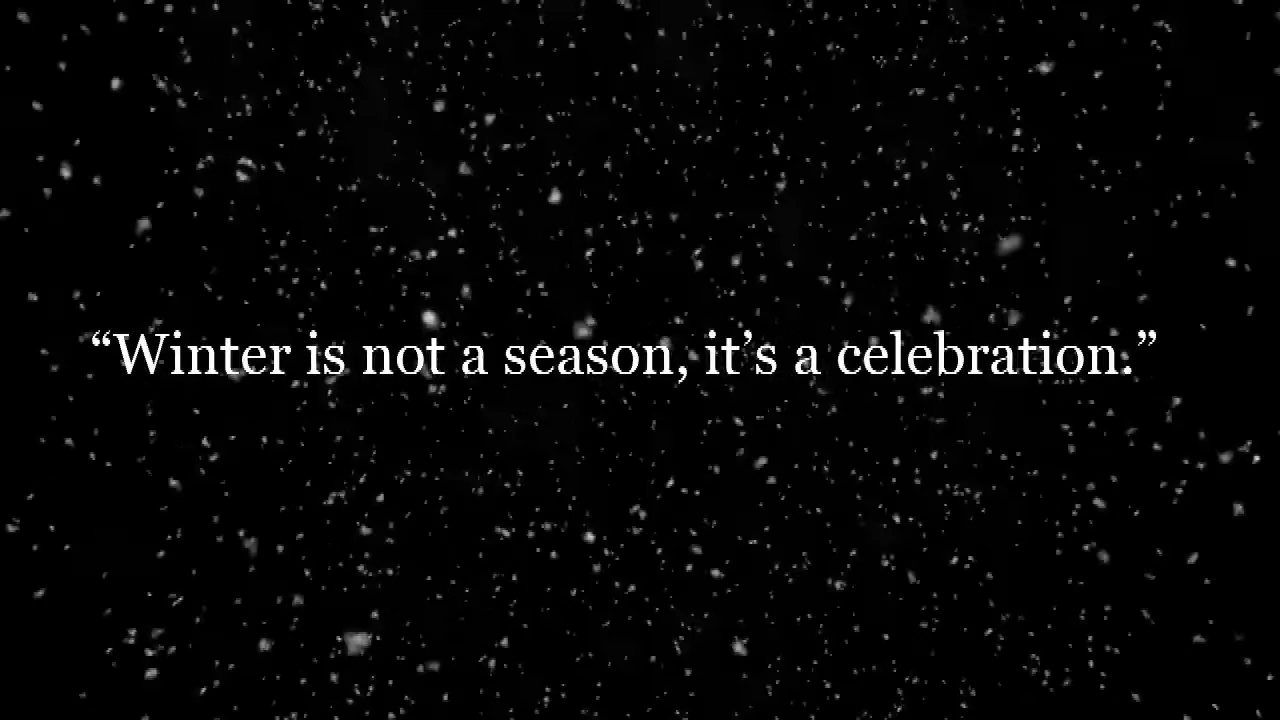 “Winter is not a season, it’s a celebration.”